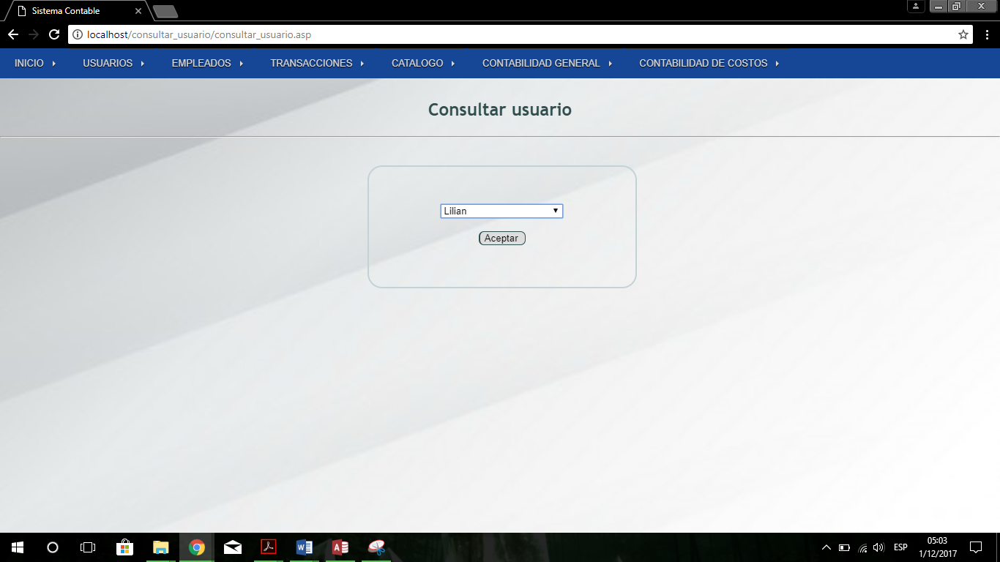 Sistema Contable
localhost/consultar_usuario/consultar_usuario.asp
INICIO USUARIOS EMPLEADOS TRANSACCIONES CATALOGO CONTABILIDAD GENERAL CONTABILIDAD DE COSTOS
Consultar usuario
Lilian
Aceptar
ESP
05:03
1/12/2017